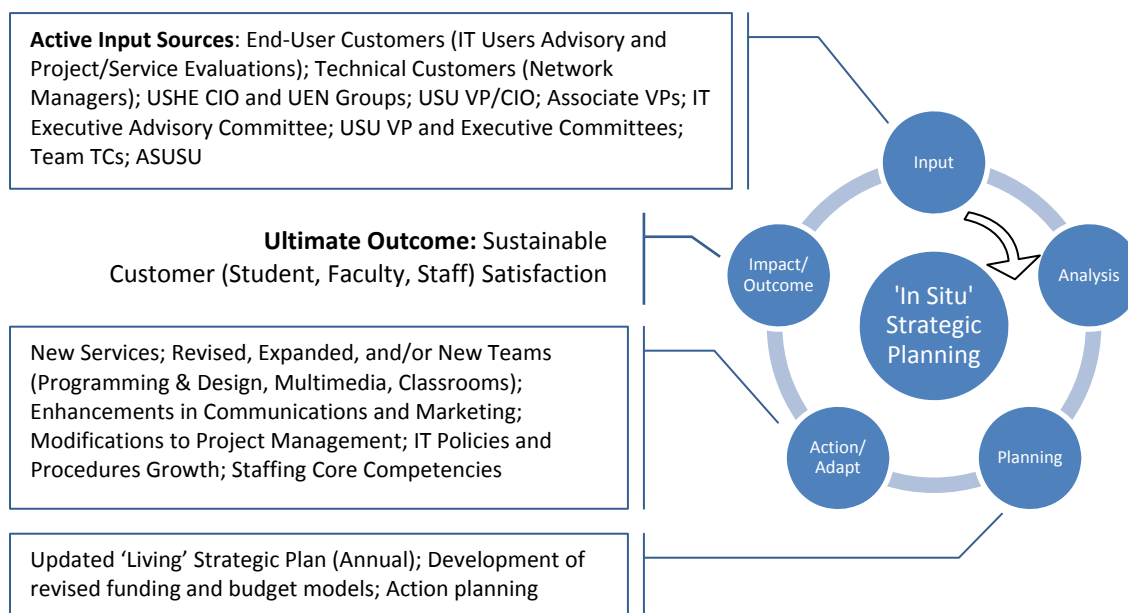 Active Input Sources: End-User Customers (IT Users Advisory and
Project/Service Evaluations); Technical Customers (Network
Managers); USHE CIO and UEN Groups; USU VP/CIO; Associate VPs; IT
Executive Advisory Committee; USU VP and Executive Committees;
Team TCs; ASUSU
Ultimate Outcome: Sustainable
Customer (Student, Faculty, Staff) Satisfaction
New Services; Revised, Expanded, and/or New Teams
(Programming & Design, Multimedia, Classrooms);
Enhancements in Communications and Marketing;
Modifications to Project Management; IT Policies and
Procedures Growth; Staffing Core Competencies
Updated ‘Living’ Strategic Plan (Annual); Development of
revised funding and budget models; Action planning
Input
Analysis
Planning
Action/
Adapt
Impact/
Outcome
'In Situ'
Strategic
Planning